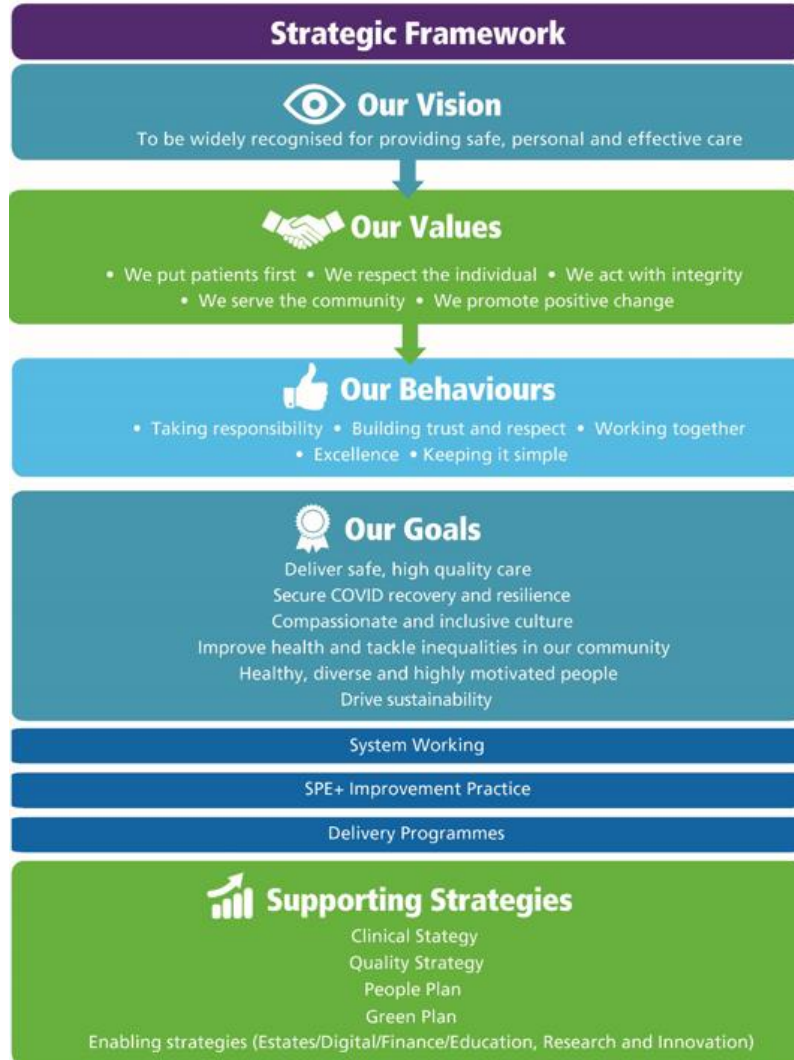 Strategic Framework
Our Vision
To be widely recognised for providing safe, personal and effective care
Our Values
• We put patients first • We respect the individual • We act with integrity
• We serve the community • We promote positive change
Our Behaviours
• Taking responsibility • Building trust and respect • Working together
• Excellence • Keeping it simple
Our Goals
Deliver safe, high quality care
Secure COVID recovery and resilience
Compassionate and inclusive culture
Improve health and tackle inequalities in our community
Healthy, diverse and highly motivated people
Drive sustainability
System Working
SPE+ Improvement Practice
Delivery Programmes
Supporting Strategies
Clinical Stategy
Quality Strategy
People Plan
Green Plan
Enabling strategies (Estates/Digital/Finance/Education, Research and Innovation)